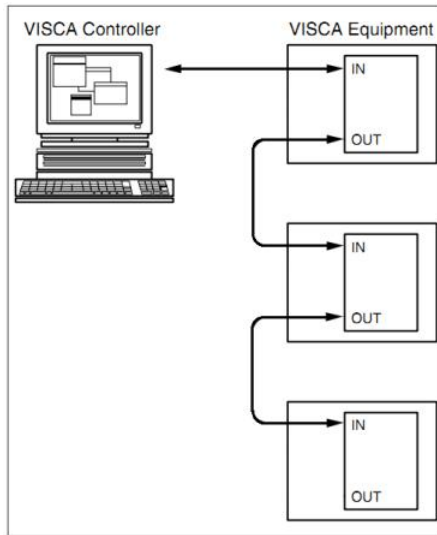 VISCA Controller
VISCA Equipment
IN
OUT
IN
OUT
IN
OUT